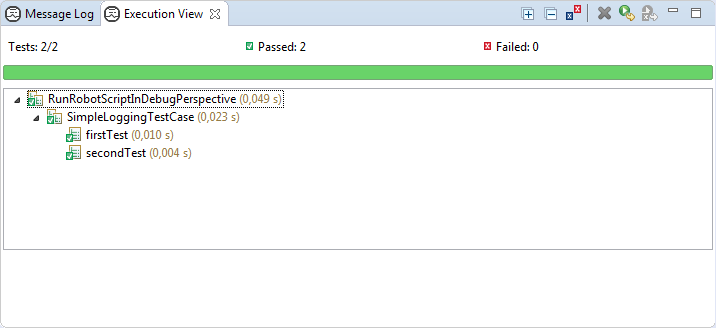 Message Log Execution View
Tests: 2/2 Passed: 2 Failed: 0
RunRobotScriptInDebugPerspective (0,049 s)
SimpleLoggingTestCase (0,023 s)
firstTest (0,010 s)
secondTest (0,004 s)